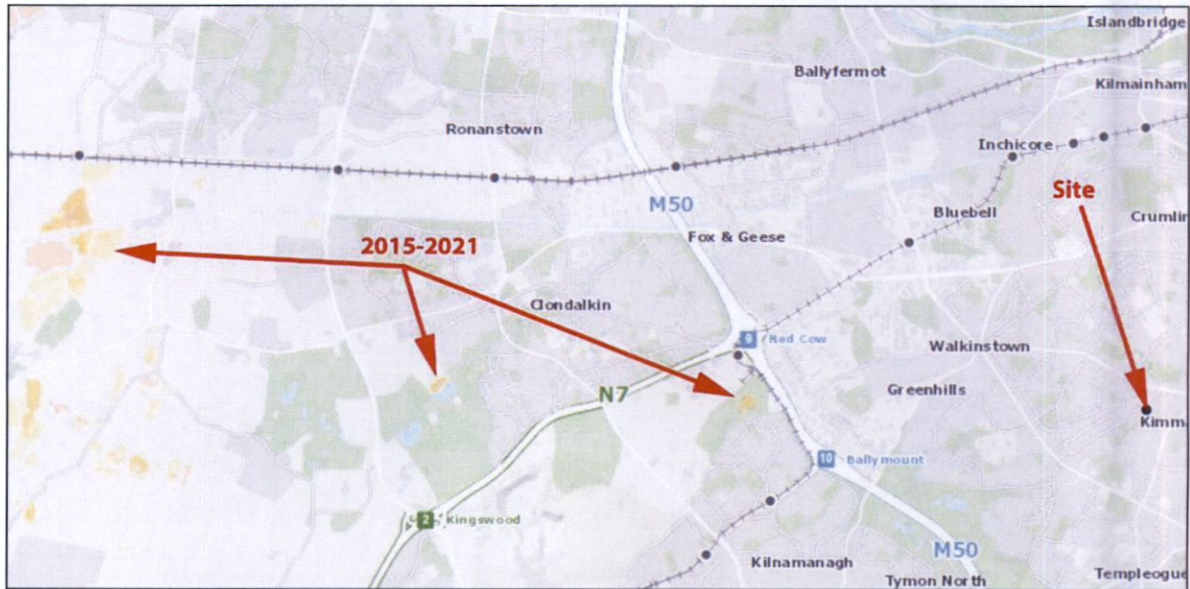 Islandbridge
Ballyfermot
Kilmainham
Ronanstown
Inchicore
Site
M50
Bluebell
Crumlin
Fox & Geese
2015-2021
Clondalkin
9 Red Cow
Walkinstown
N7
Greenhills
Kimm
10 Ballymount
2 Kingswood
M50
Kilnamanagh
Tymon North
Templeogue